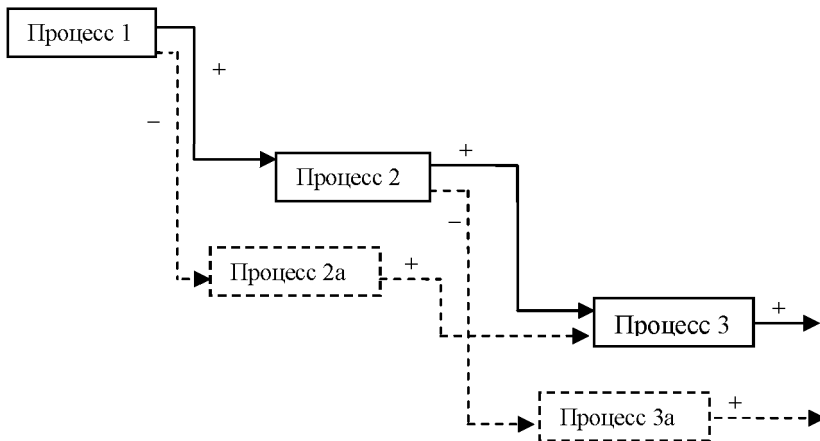 Процесс 1
+
−
+
Процесс 2
−
Процесс 2а
+
+
Процесс 3
+
Процесс 3а